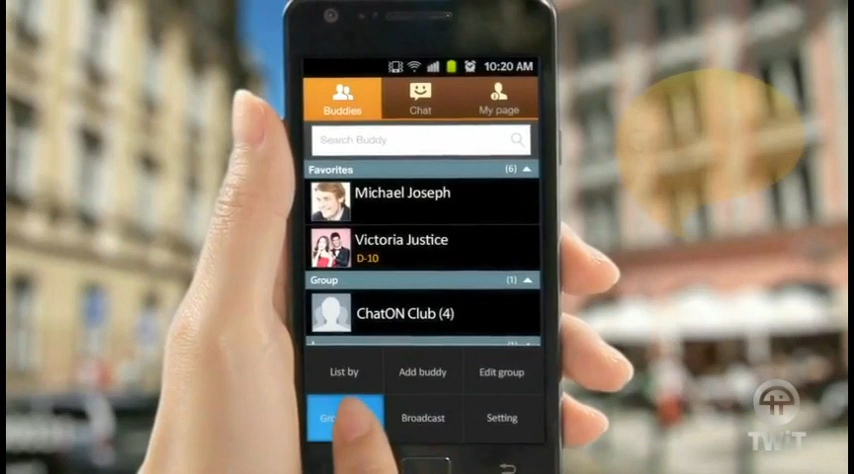 10:20 AM
Buddies Chat My page
Search Buddy
Favorites (6)
Michael Joseph
Victoria Justice
D-10
Group (1)
ChatON Club (4)
List by Add buddy Edit group
Broadcast Setting
TWiT